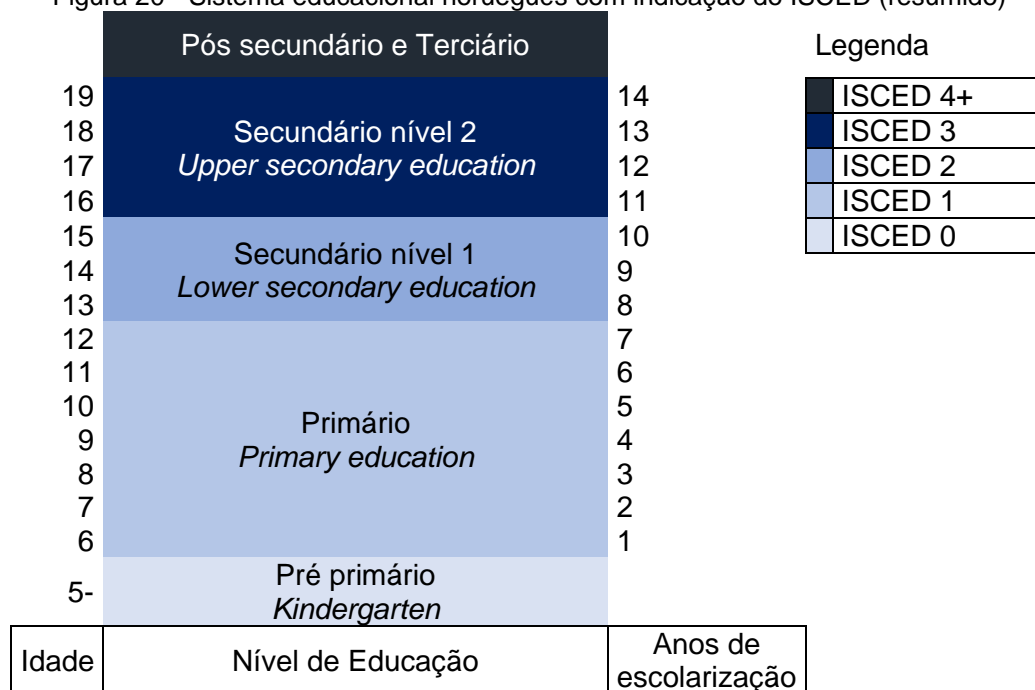 Figura 20 - Sistema educacional norueguês com indicação do ISCED (resumido)
Pós secundário e Terciário
Legenda
19
14
ISCED 4+
18
Secundário nível 2
13
ISCED 3
17
Upper secondary education
12
ISCED 2
16
11
ISCED 1
15
10
ISCED 0
Secundário nível 1
14
9
Lower secondary education
13
8
12
7
11
6
10
5
Primário
9
4
Primary education
8
3
7
2
6
1
Pré primário
5-
Kindergarten
Idade
Nível de Educação
Anos de
escolarização